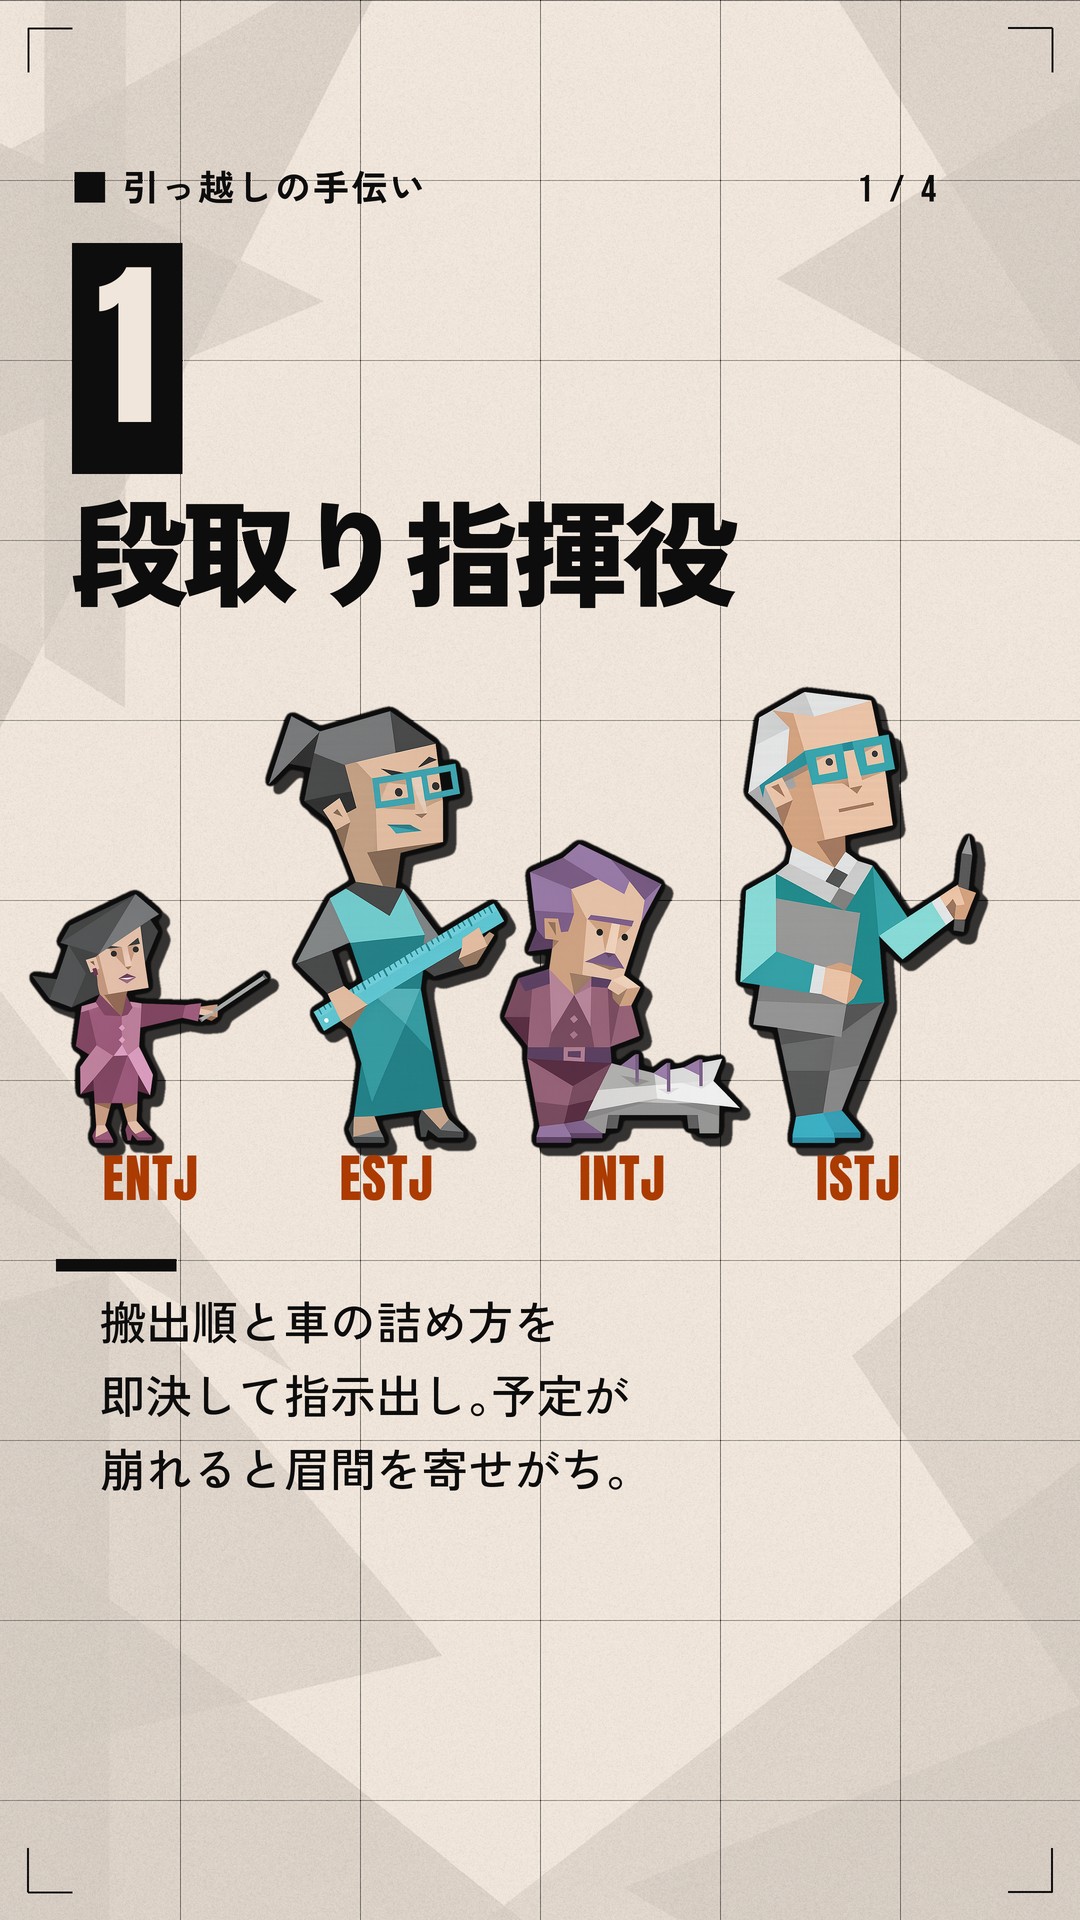 ■ 引っ越しの手伝い
1 / 4
1
段取り指揮役
ENTJ ESTJ INTJ ISTJ
搬出順と車の詰め方を
即決して指示出し。予定が
崩れると眉間を寄せがち。